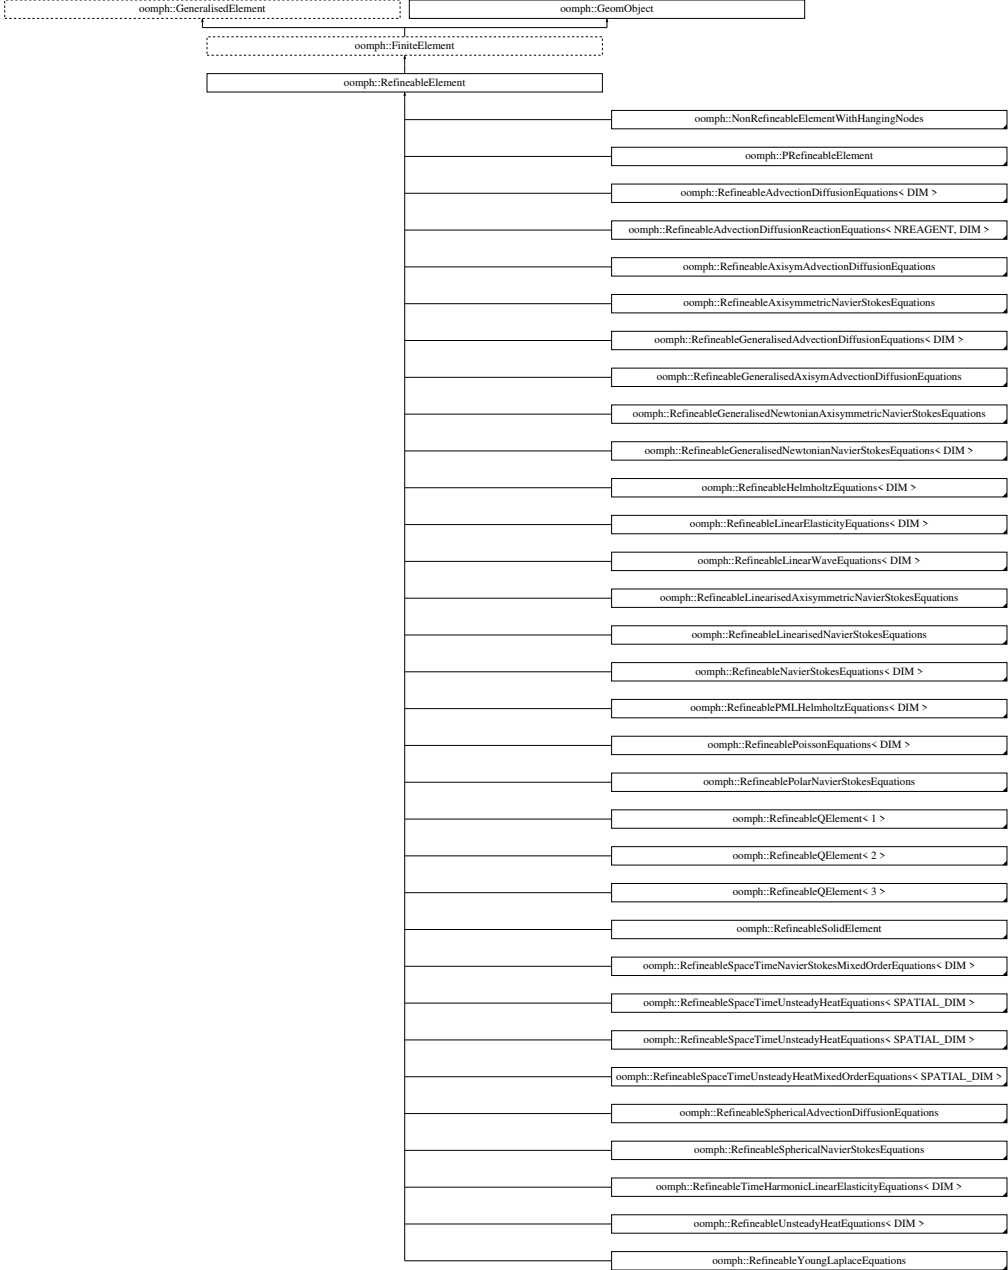 oomph::GeneralisedElement
oomph::GeomObject
oomph::FiniteElement
oomph::RefineableElement
oomph::NonRefineableElementWithHangingNodes
oomph::PRefineableElement
oomph::RefineableAdvectionDiffusionEquations< DIM >
oomph::RefineableAdvectionDiffusionReactionEquations< NREAGENT, DIM >
oomph::RefineableAxisymAdvectionDiffusionEquations
oomph::RefineableAxisymmetricNavierStokesEquations
oomph::RefineableGeneralisedAdvectionDiffusionEquations< DIM >
oomph::RefineableGeneralisedAxisymAdvectionDiffusionEquations
oomph::RefineableGeneralisedNewtonianAxisymmetricNavierStokesEquations
oomph::RefineableGeneralisedNewtonianNavierStokesEquations< DIM >
oomph::RefineableHelmholtzEquations< DIM >
oomph::RefineableLinearElasticityEquations< DIM >
oomph::RefineableLinearWaveEquations< DIM >
oomph::RefineableLinearisedAxisymmetricNavierStokesEquations
oomph::RefineableLinearisedNavierStokesEquations
oomph::RefineableNavierStokesEquations< DIM >
oomph::RefineablePMLHelmholtzEquations< DIM >
oomph::RefineablePoissonEquations< DIM >
oomph::RefineablePolarNavierStokesEquations
oomph::RefineableQElement< 1 >
oomph::RefineableQElement< 2 >
oomph::RefineableQElement< 3 >
oomph::RefineableSolidElement
oomph::RefineableSpaceTimeNavierStokesMixedOrderEquations< DIM >
oomph::RefineableSpaceTimeUnsteadyHeatEquations< SPATIAL_DIM >
oomph::RefineableSpaceTimeUnsteadyHeatEquations< SPATIAL_DIM >
oomph::RefineableSpaceTimeUnsteadyHeatMixedOrderEquations< SPATIAL_DIM >
oomph::RefineableSphericalAdvectionDiffusionEquations
oomph::RefineableSphericalNavierStokesEquations
oomph::RefineableTimeHarmonicLinearElasticityEquations< DIM >
oomph::RefineableUnsteadyHeatEquations< DIM >
oomph::RefineableYoungLaplaceEquations